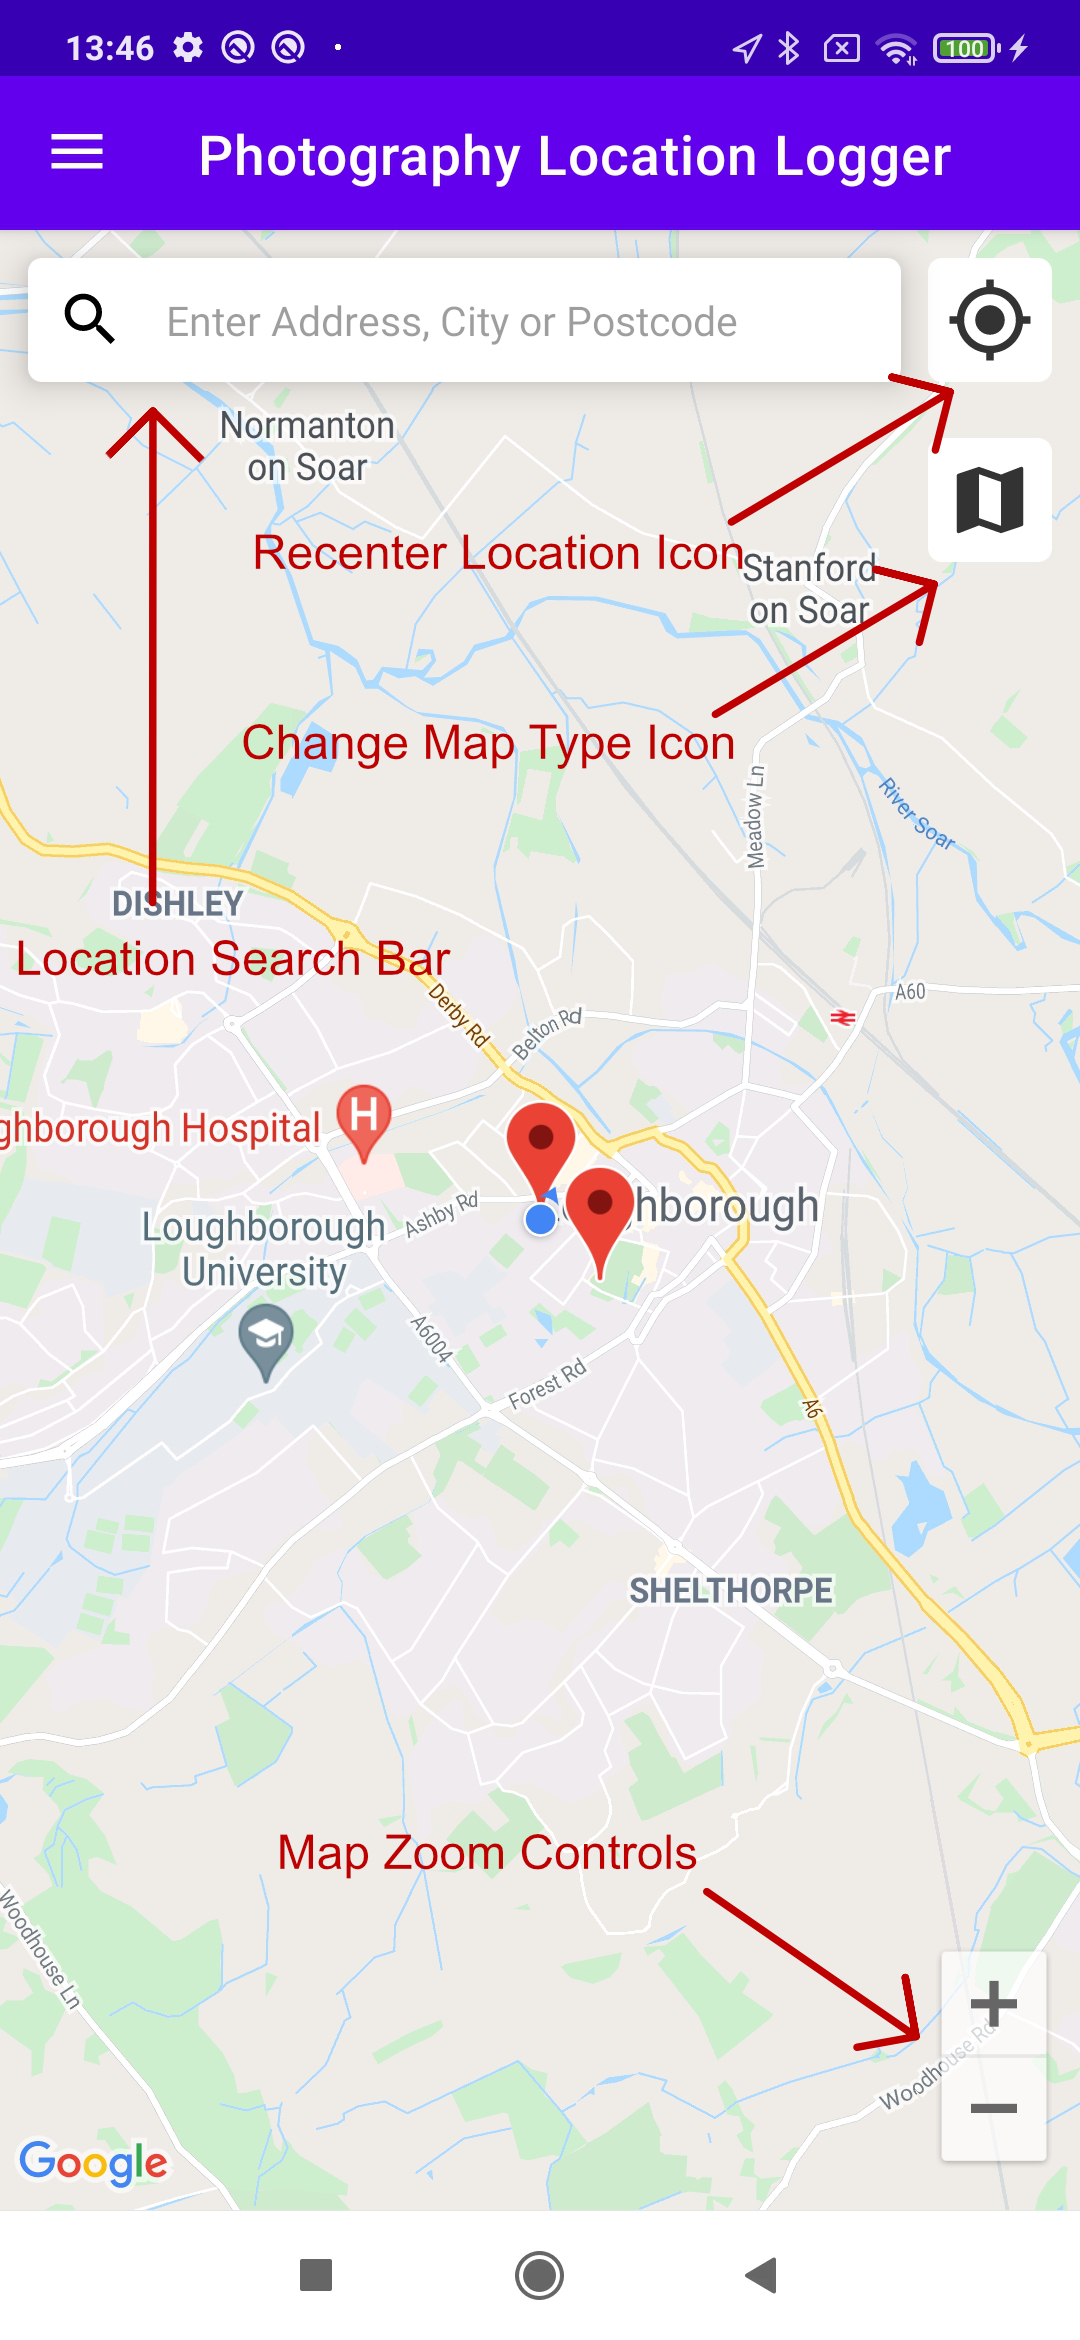 13:46
100
Photography Location Logger
Enter Address, City or Postcode
Normanton
on Soar
Recenter Location Icon
Stanford
on Soar
Change Map Type Icon
Meadow Ln
River Soar
DISHLEY
Location Search Bar
A60
Derby Rd
Belton Rd
H
ghborough Hospital
hborough
Ashby Rd
Loughborough
University
A6004
Forest Rd
A6
SHELTHORPE
Map Zoom Controls
Woodhouse Ln
Woodhouse Rd
Google